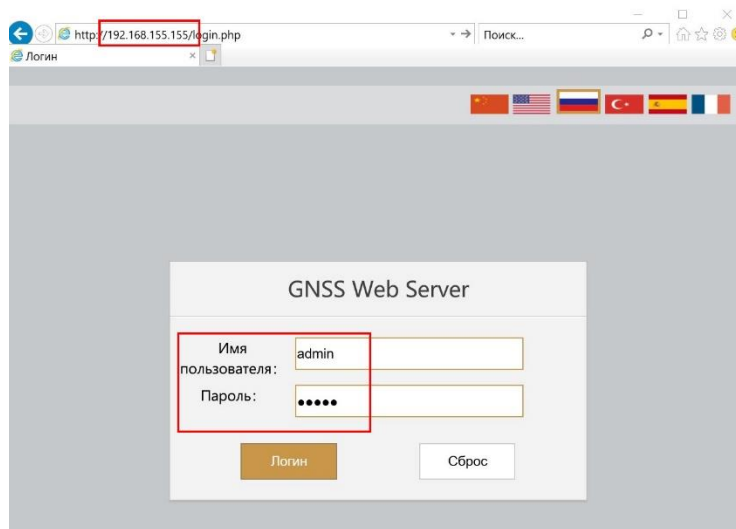 http://192.168.155.155/login.php
Поиск...
Логин
GNSS Web Server
Имя
пользователя:
admin
Пароль:
•••••
Логин
Сброс